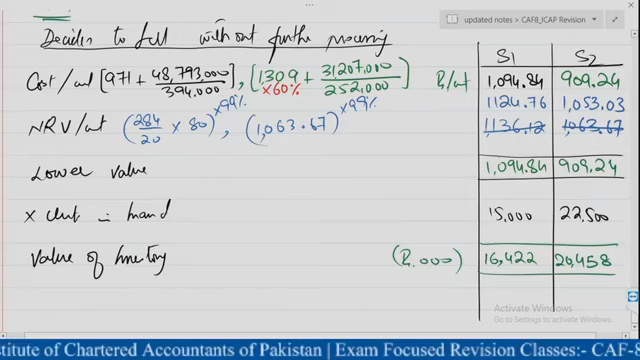 updated notes > CAF8_ICAP Revision
Decides to sell without further processing
S1 S2
Cost/unit [971 + 48,793,000/394,000], [1309 ×60% + 31207,000/252,000] Rs/unit 1,094.84 909.24
NRV/unit (284/20 × 80)×99%, (1,063.67)×99% 1124.76 1,053.03
1136.12 1,063.67
Lower value 1,094.84 909.24
× unit in hand 15,000 22,500
Value of Inventory (Rs.000) 16,422 20,458
Activate Windows
Go to Settings to activate Windows.
stitute of Chartered Accountants of Pakistan | Exam Focused Revision Classes:- CAF-8